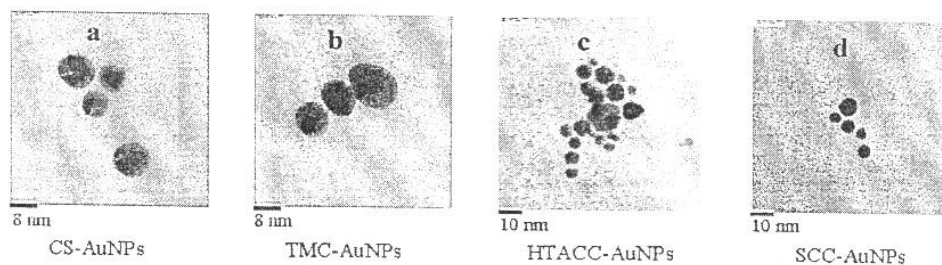 a b c d
8 nm 8 nm 10 nm 10 nm
CS-AuNPs TMC-AuNPs HTACC-AuNPs SCC-AuNPs